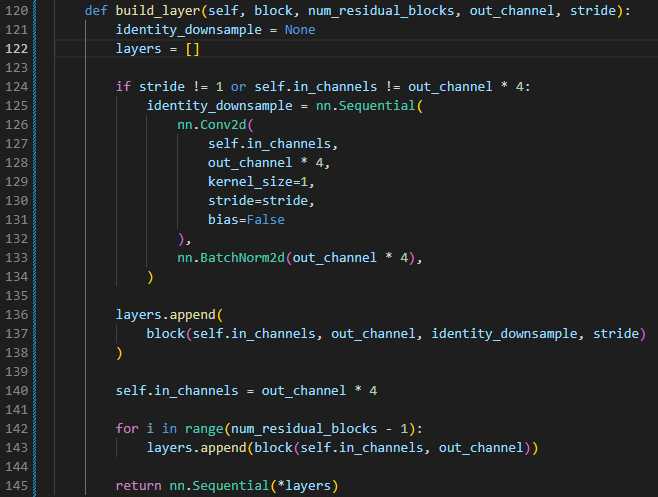 120 def build_layer(self, block, num_residual_blocks, out_channel, stride):
121 identity_downsample = None
122 layers = []
123
124 if stride != 1 or self.in_channels != out_channel * 4:
125 identity_downsample = nn.Sequential(
126 nn.Conv2d(
127 self.in_channels,
128 out_channel * 4,
129 kernel_size=1,
130 stride=stride,
131 bias=False
132 ),
133 nn.BatchNorm2d(out_channel * 4),
134 )
135
136 layers.append(
137 block(self.in_channels, out_channel, identity_downsample, stride)
138 )
139
140 self.in_channels = out_channel * 4
141
142 for i in range(num_residual_blocks - 1):
143 layers.append(block(self.in_channels, out_channel))
144
145 return nn.Sequential(*layers)